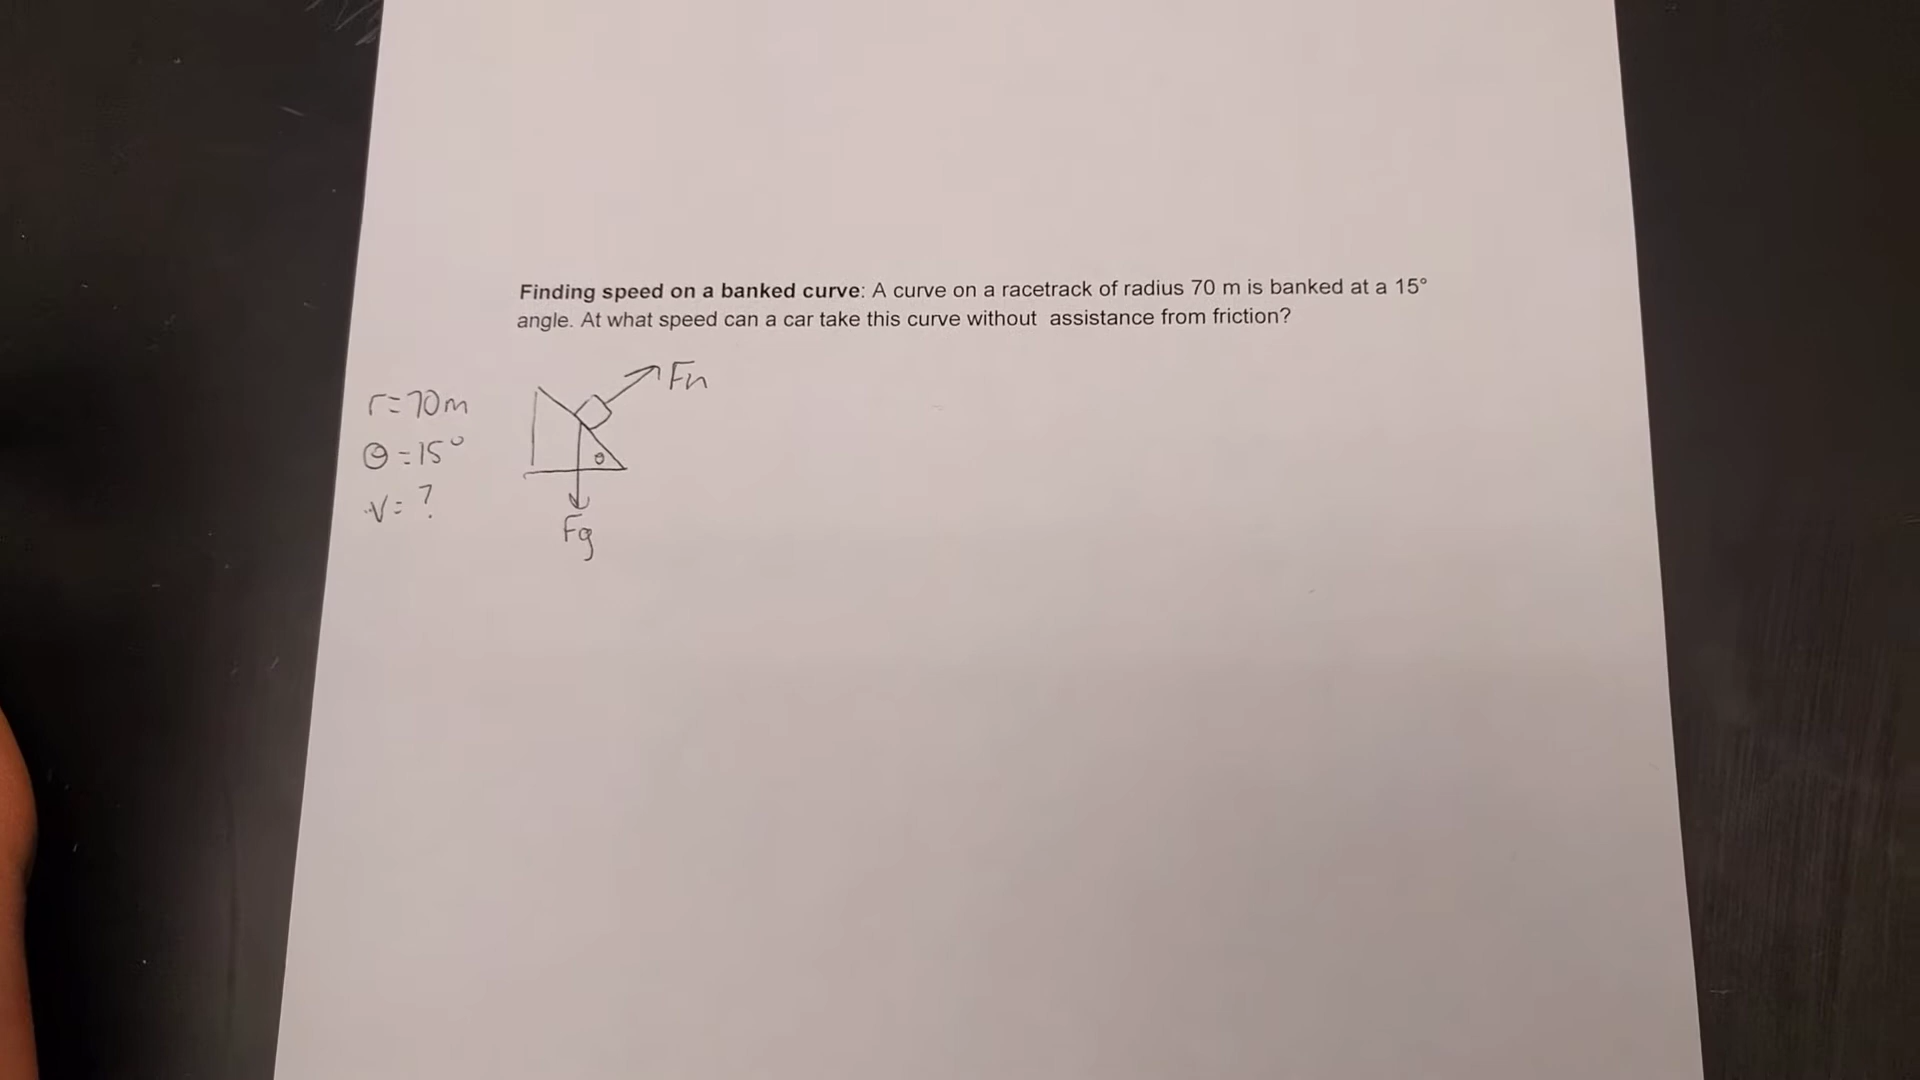 Finding speed on a banked curve: A curve on a racetrack of radius 70 m is banked at a 15°
angle. At what speed can a car take this curve without assistance from friction?
r=70m
θ=15°
v=?
Fn
θ
Fg